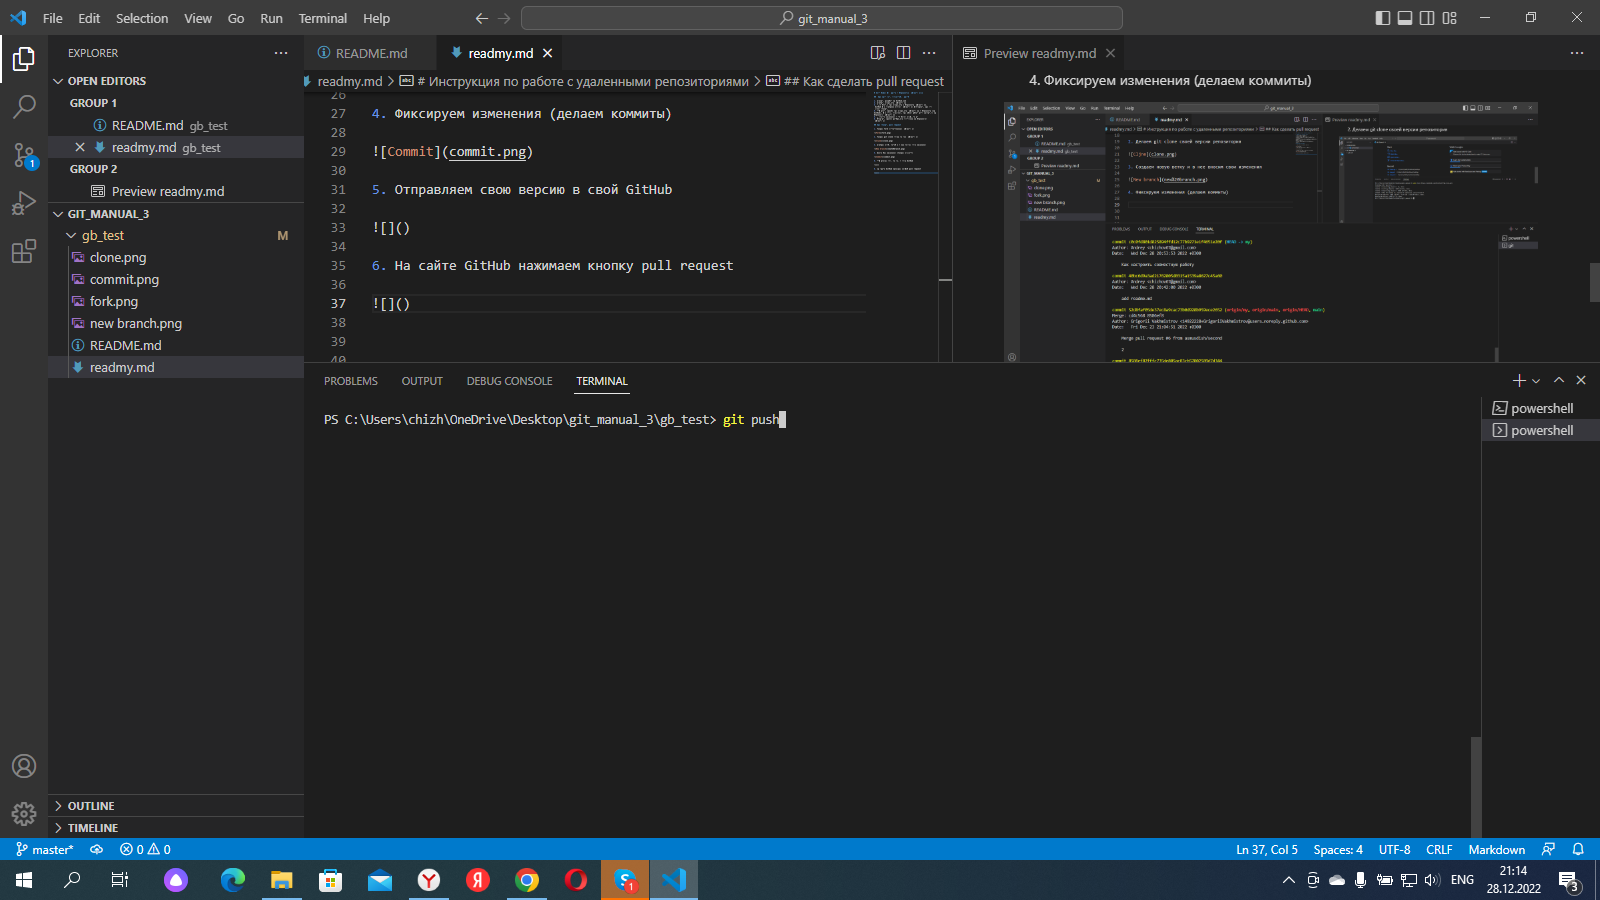 File Edit Selection View Go Run Terminal Help
git_manual_3
EXPLORER
OPEN EDITORS
GROUP 1
README.md gb_test
readmy.md gb_test
GROUP 2
Preview readmy.md
GIT_MANUAL_3
gb_test M
clone.png
commit.png
fork.png
new branch.png
README.md
readmy.md
OUTLINE
TIMELINE
1
README.md
readmy.md
readmy.md > # Инструкция по работе с удаленными репозиториями > ## Как сделать pull request
26
27 4. Фиксируем изменения (делаем коммиты)
28
29 ![Commit](commit.png)
30
31 5. Отправляем свою версию в свой GitHub
32
33 ![]()
34
35 6. На сайте GitHub нажимаем кнопку pull request
36
37 ![]()
38
39
40
Preview readmy.md
4. Фиксируем изменения (делаем коммиты)
PROBLEMS OUTPUT DEBUG CONSOLE TERMINAL
PS C:\Users\chizh\OneDrive\Desktop\git_manual_3\gb_test> git push
powershell
powershell
master* 0 0
Ln 37, Col 5 Spaces: 4 UTF-8 CRLF Markdown
1
ENG
21:14
28.12.2022
3